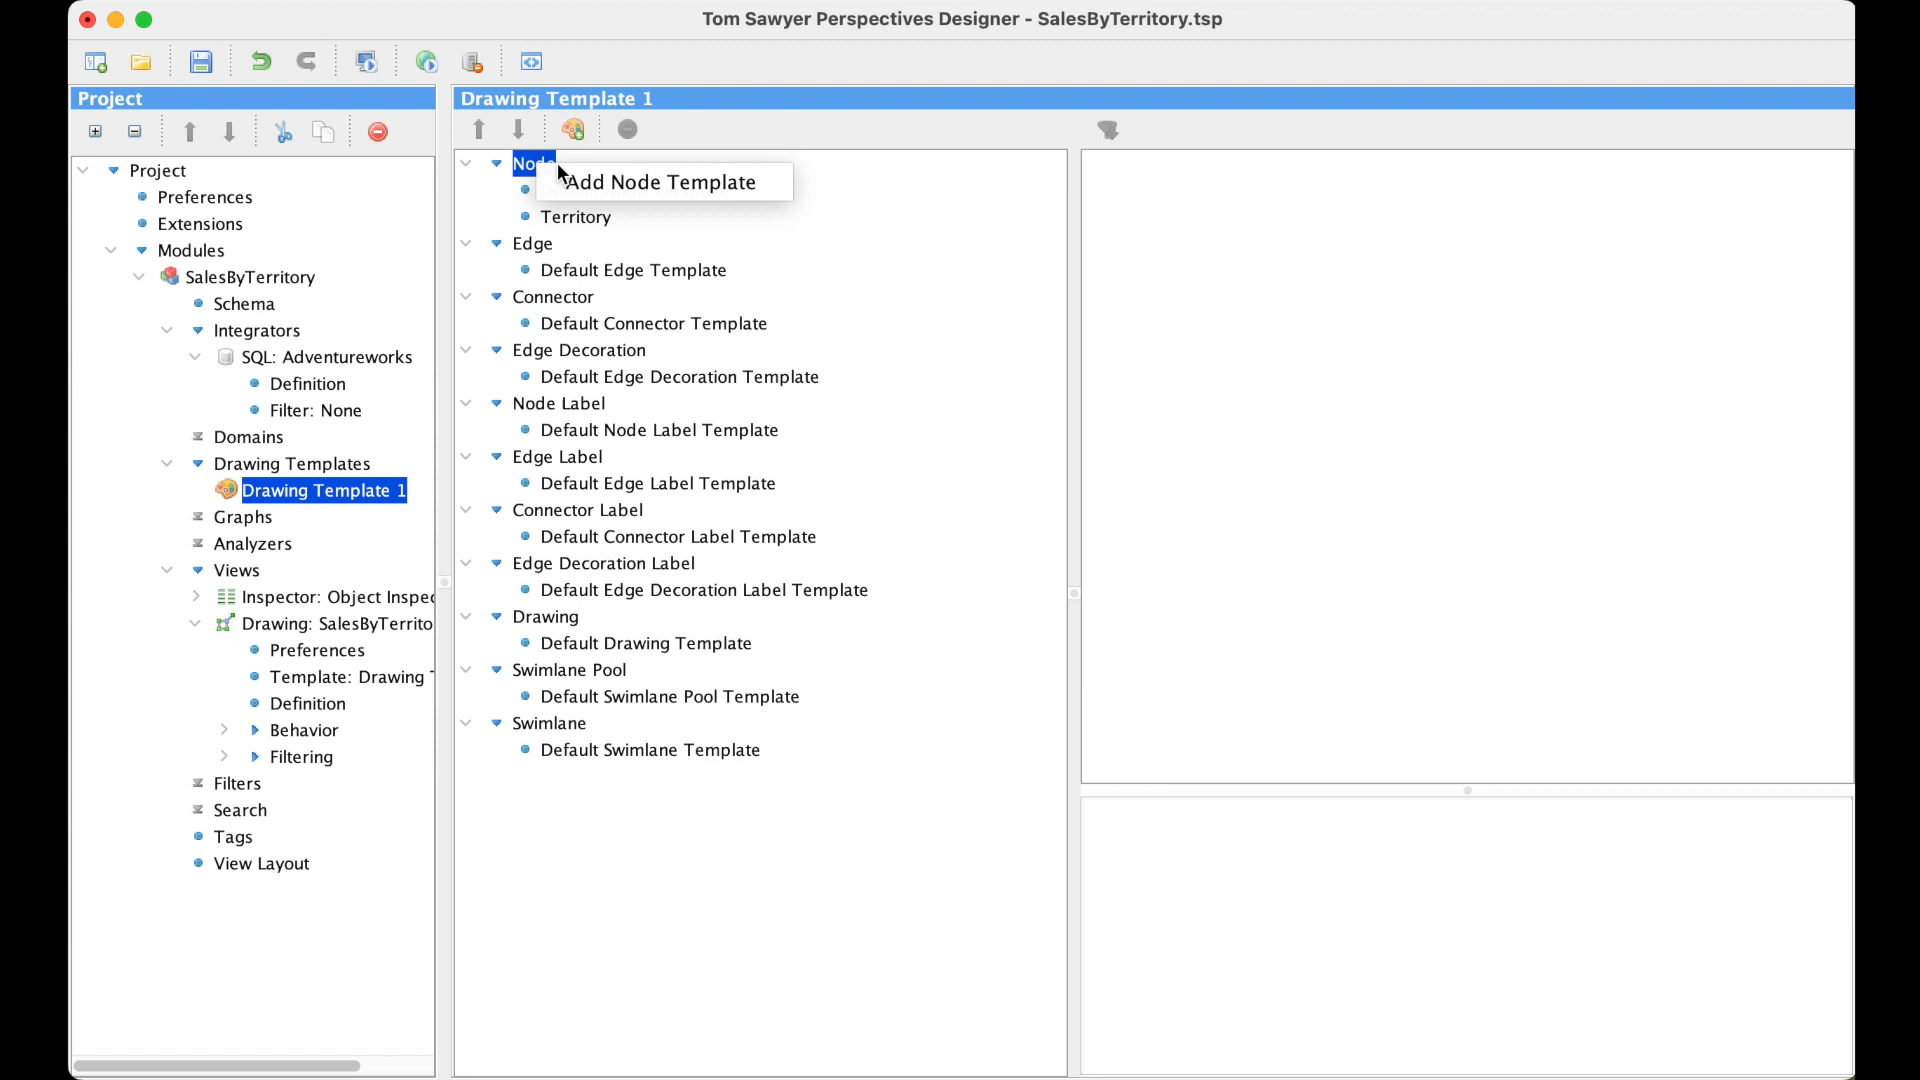 Tom Sawyer Perspectives Designer - SalesByTerritory.tsp
Project
Project
Preferences
Extensions
Modules
SalesByTerritory
Schema
Integrators
SQL: Adventureworks
Definition
Filter: None
Domains
Drawing Templates
Drawing Template 1
Graphs
Analyzers
Views
Inspector: Object Inspec
Drawing: SalesByTerrito
Preferences
Template: Drawing T
Definition
Behavior
Filtering
Filters
Search
Tags
View Layout
Drawing Template 1
Node
Add Node Template
Territory
Edge
Default Edge Template
Connector
Default Connector Template
Edge Decoration
Default Edge Decoration Template
Node Label
Default Node Label Template
Edge Label
Default Edge Label Template
Connector Label
Default Connector Label Template
Edge Decoration Label
Default Edge Decoration Label Template
Drawing
Default Drawing Template
Swimlane Pool
Default Swimlane Pool Template
Swimlane
Default Swimlane Template